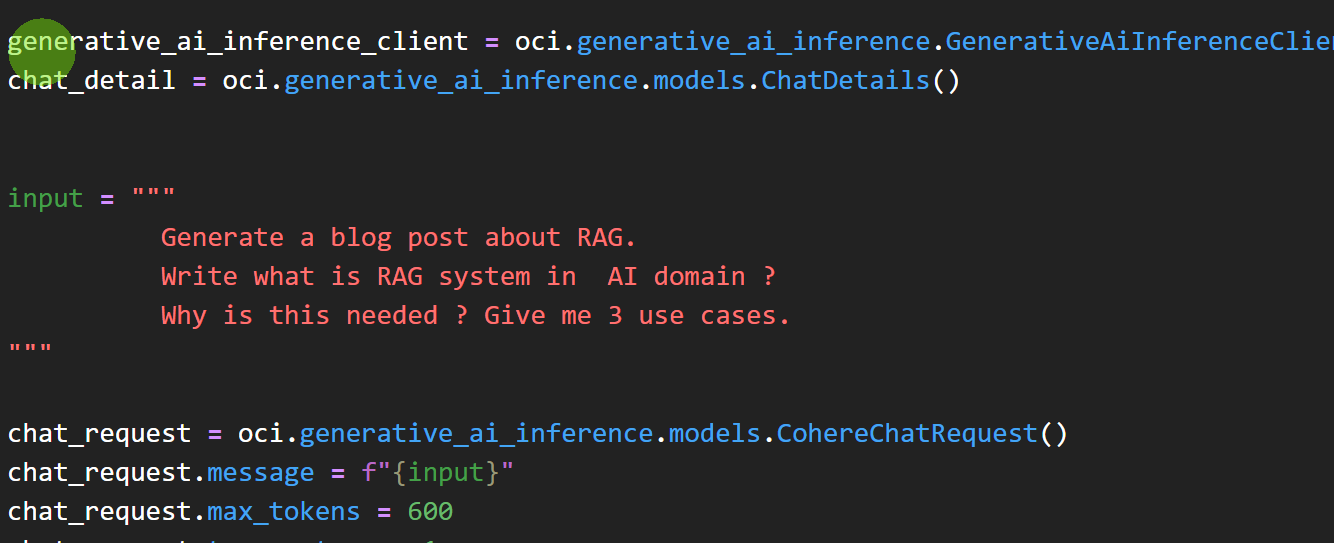 generative_ai_inference_client = oci.generative_ai_inference.GenerativeAiInferenceClien
chat_detail = oci.generative_ai_inference.models.ChatDetails()
input = """
Generate a blog post about RAG.
Write what is RAG system in  AI domain ?
Why is this needed ? Give me 3 use cases.
"""
chat_request = oci.generative_ai_inference.models.CohereChatRequest()
chat_request.message = f"{input}"
chat_request.max_tokens = 600